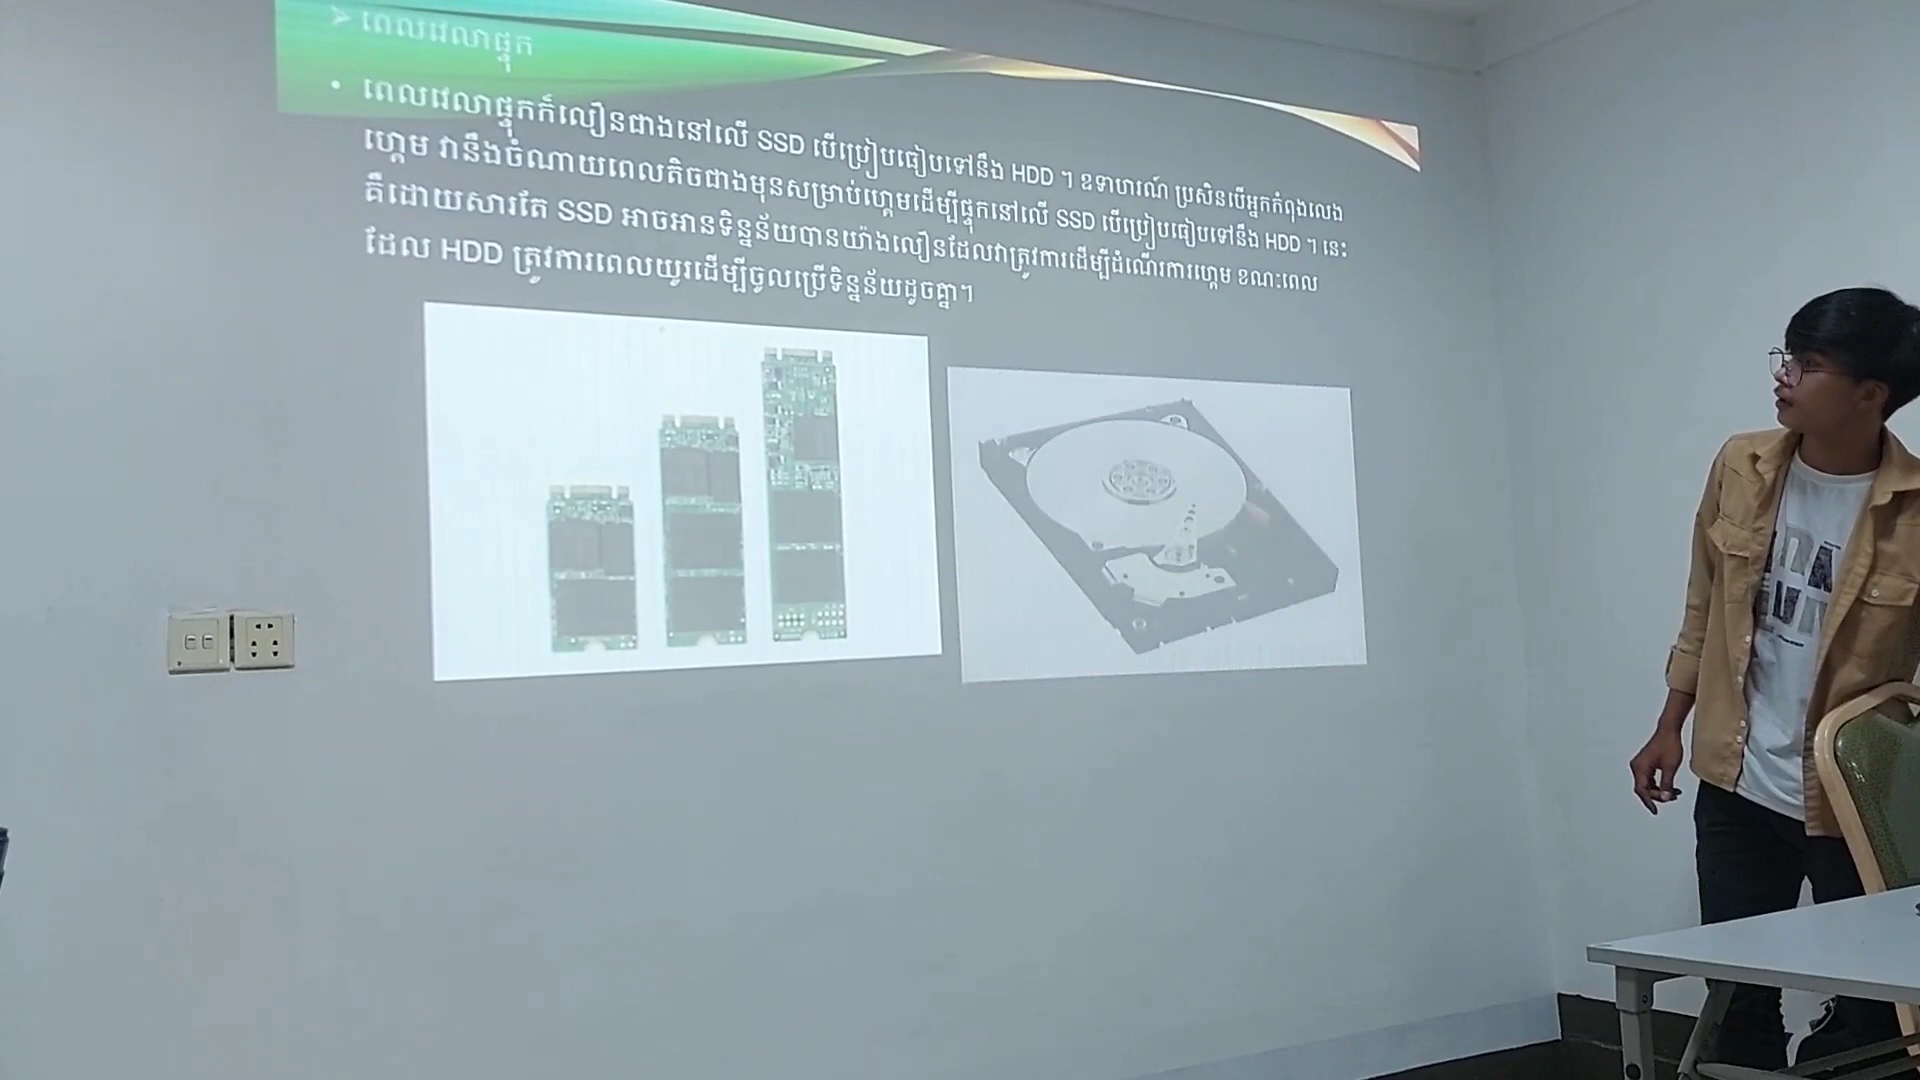 ➢ ពេលវេលាផ្ទុក
• ពេលវេលាផ្ទុកក៏លឿនជាងនៅលើ SSD បើប្រៀបធៀបទៅនឹង HDD ។ ឧទាហរណ៍ ប្រសិនបើអ្នកកំពុងលេង
ហ្គេម វានឹងចំណាយពេលតិចជាងមុនសម្រាប់ហ្គេមដើម្បីផ្ទុកនៅលើ SSD បើប្រៀបធៀបទៅនឹង HDD ។ នេះ
គឺដោយសារតែ SSD អាចអានទិន្នន័យបានយ៉ាងលឿនដែលវាត្រូវការដើម្បីដំណើរការហ្គេម ខណៈពេល
ដែល HDD ត្រូវការពេលយូរដើម្បីចូលប្រើទិន្នន័យដូចគ្នា។